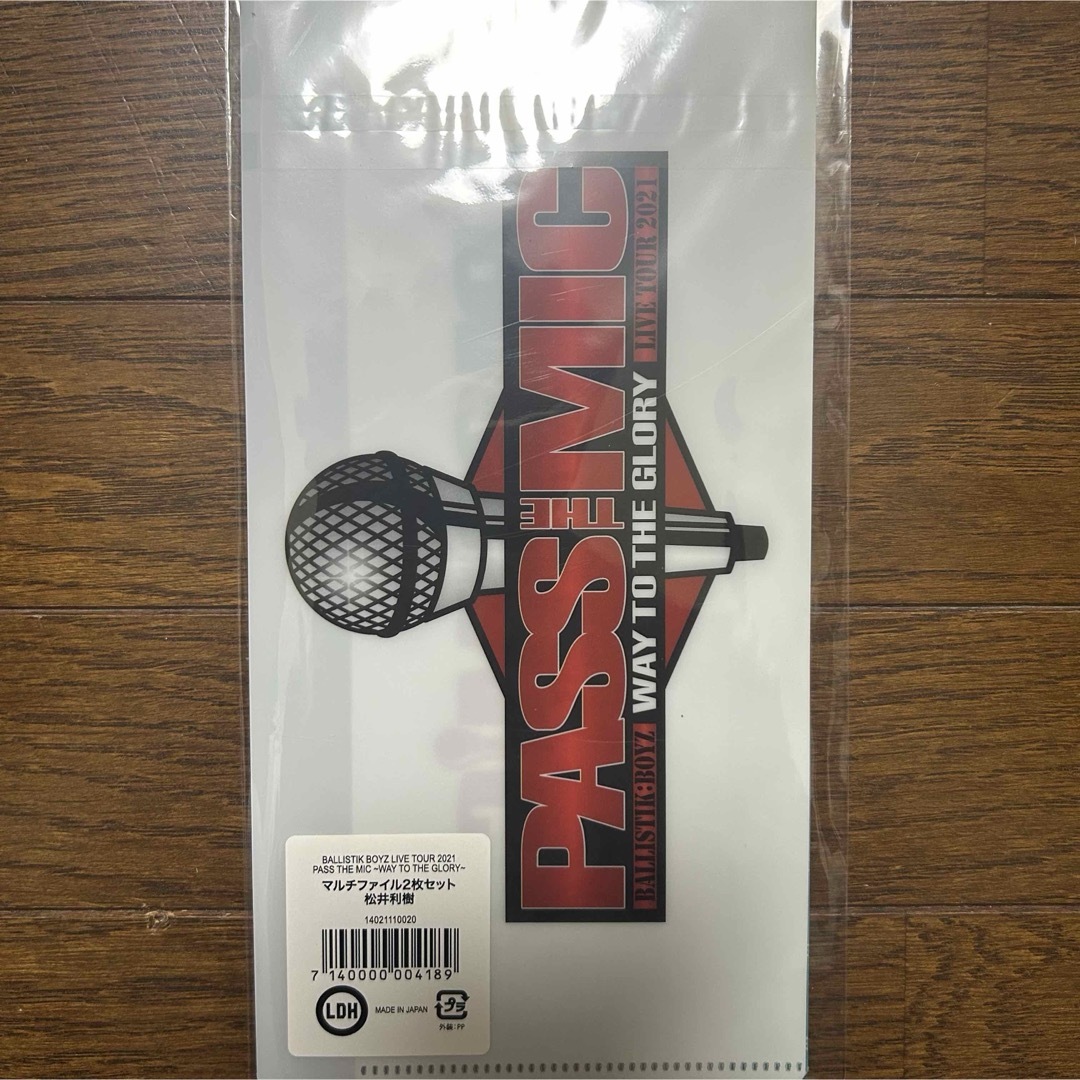 PASS THE MIC
BALLISTIK BOYZ WAY TO THE GLORY LIVE TOUR 2021
BALLISTIK BOYZ LIVE TOUR 2021
PASS THE MIC ~WAY TO THE GLORY~
マルチファイル2枚セット
松井利樹
14021110020
7 140000 004189
LDH MADE IN JAPAN プラ
外装:PP